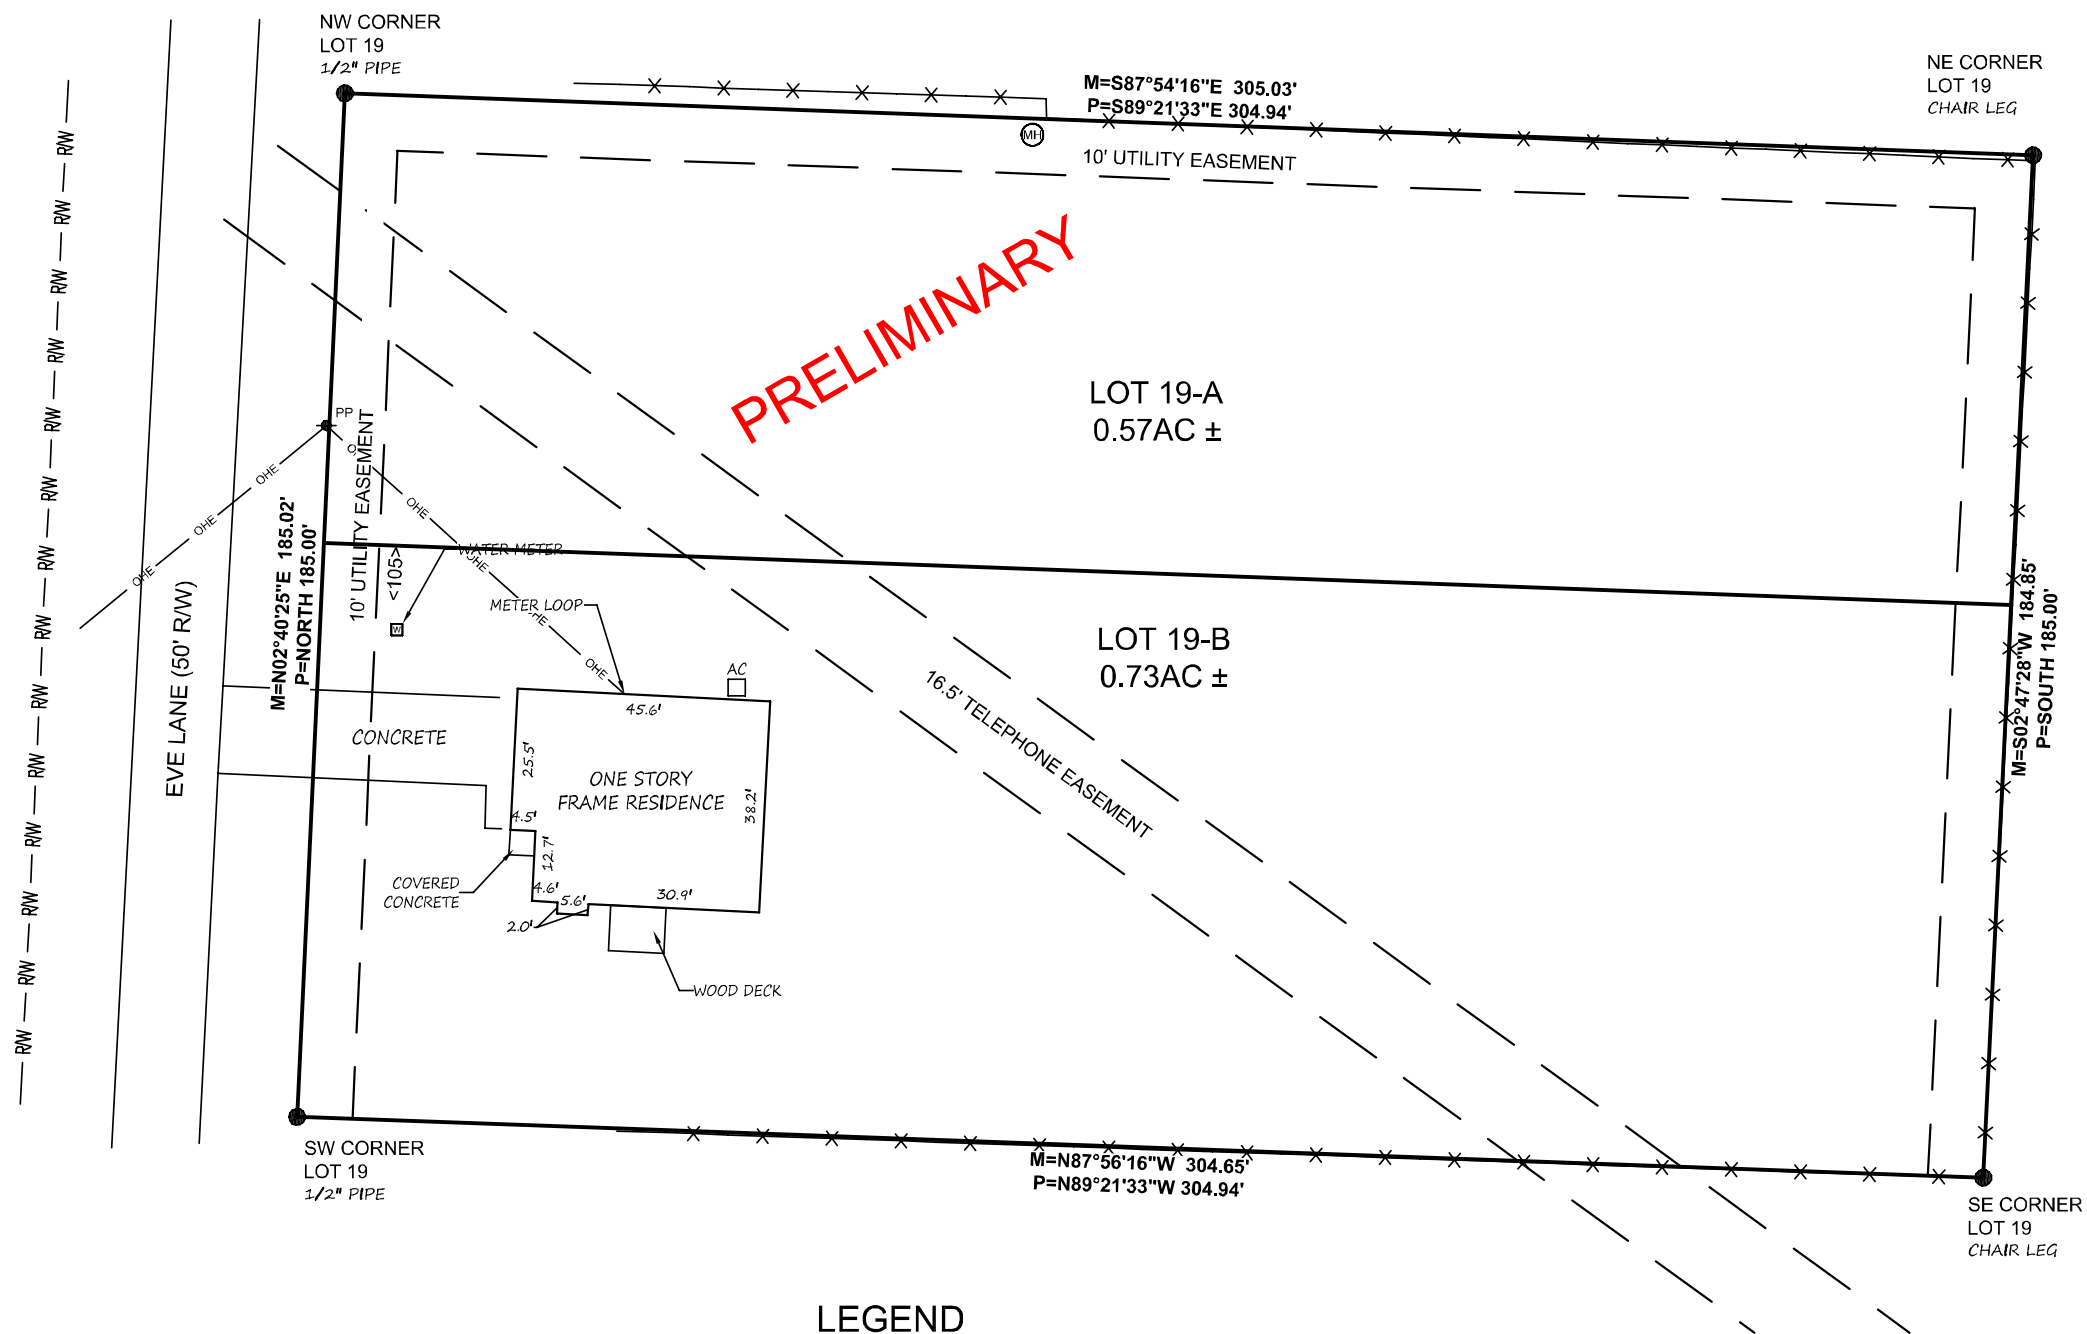 NW CORNER
LOT 19
1/2" PIPE
NE CORNER
LOT 19
CHAIR LEG
M=S87°54'16"E 305.03'
P=S89°21'33"E 304.94'
MH
10' UTILITY EASEMENT
PRELIMINARY
LOT 19-A
0.57AC ±
PP
10' UTILITY EASEMENT
OHE
OHE
OHE
OHE
OHE
OHE
M=N02°40'25"E 185.02'
P=NORTH 185.00'
<105>
WATER METER
W
METER LOOP
EVE LANE (50' R/W)
R/W
R/W
R/W
R/W
R/W
R/W
R/W
R/W
R/W
R/W
R/W
R/W
R/W
R/W
LOT 19-B
0.73AC ±
16.5' TELEPHONE EASEMENT
M=S02°47'28"W 184.85'
P=SOUTH 185.00'
AC
45.6'
CONCRETE
25.5'
ONE STORY
FRAME RESIDENCE
38.2'
4.5'
12.7'
COVERED
CONCRETE
4.6'
5.6'
30.9'
2.0'
WOOD DECK
SW CORNER
LOT 19
1/2" PIPE
M=N87°56'16"W 304.65'
P=N89°21'33"W 304.94'
SE CORNER
LOT 19
CHAIR LEG
LEGEND